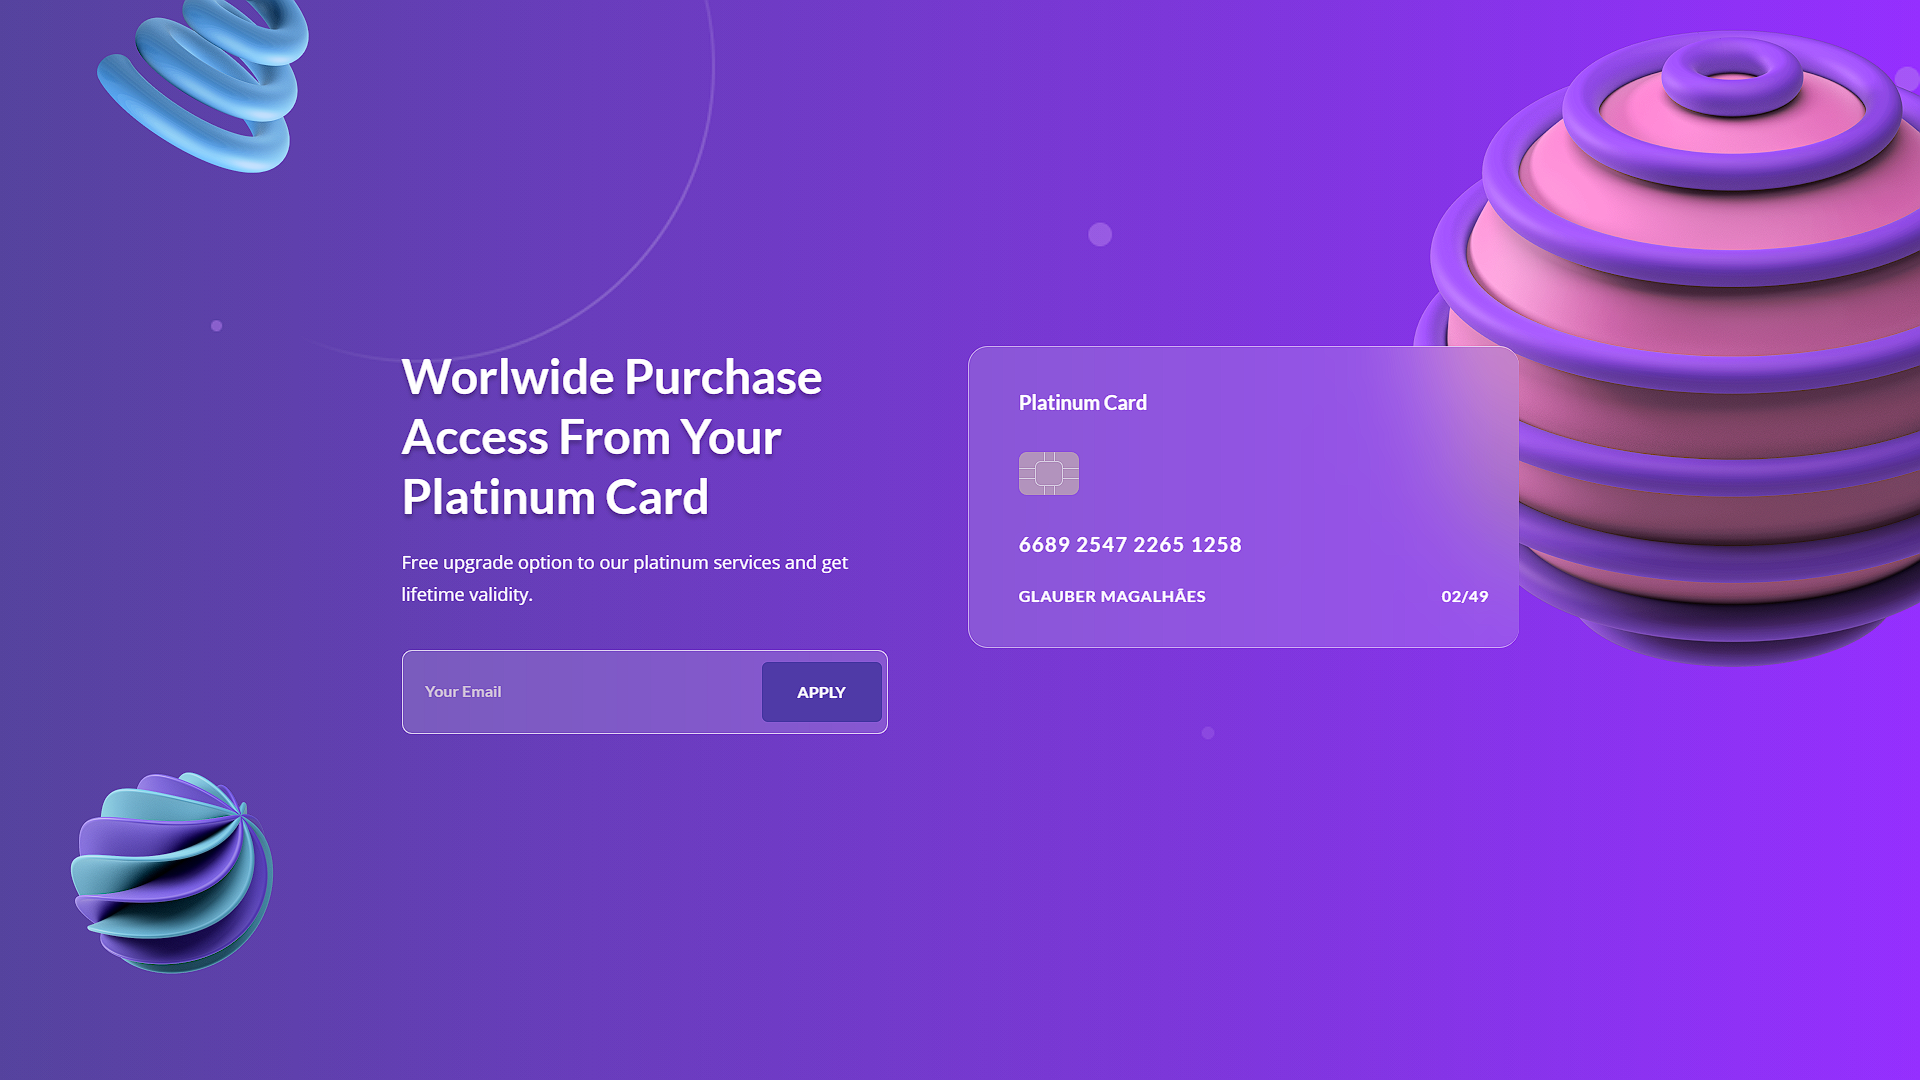 Worlwide Purchase
Access From Your
Platinum Card
Free upgrade option to our platinum services and get
lifetime validity.
Your Email
APPLY
Platinum Card
6689 2547 2265 1258
GLAUBER MAGALHÃES
02/49